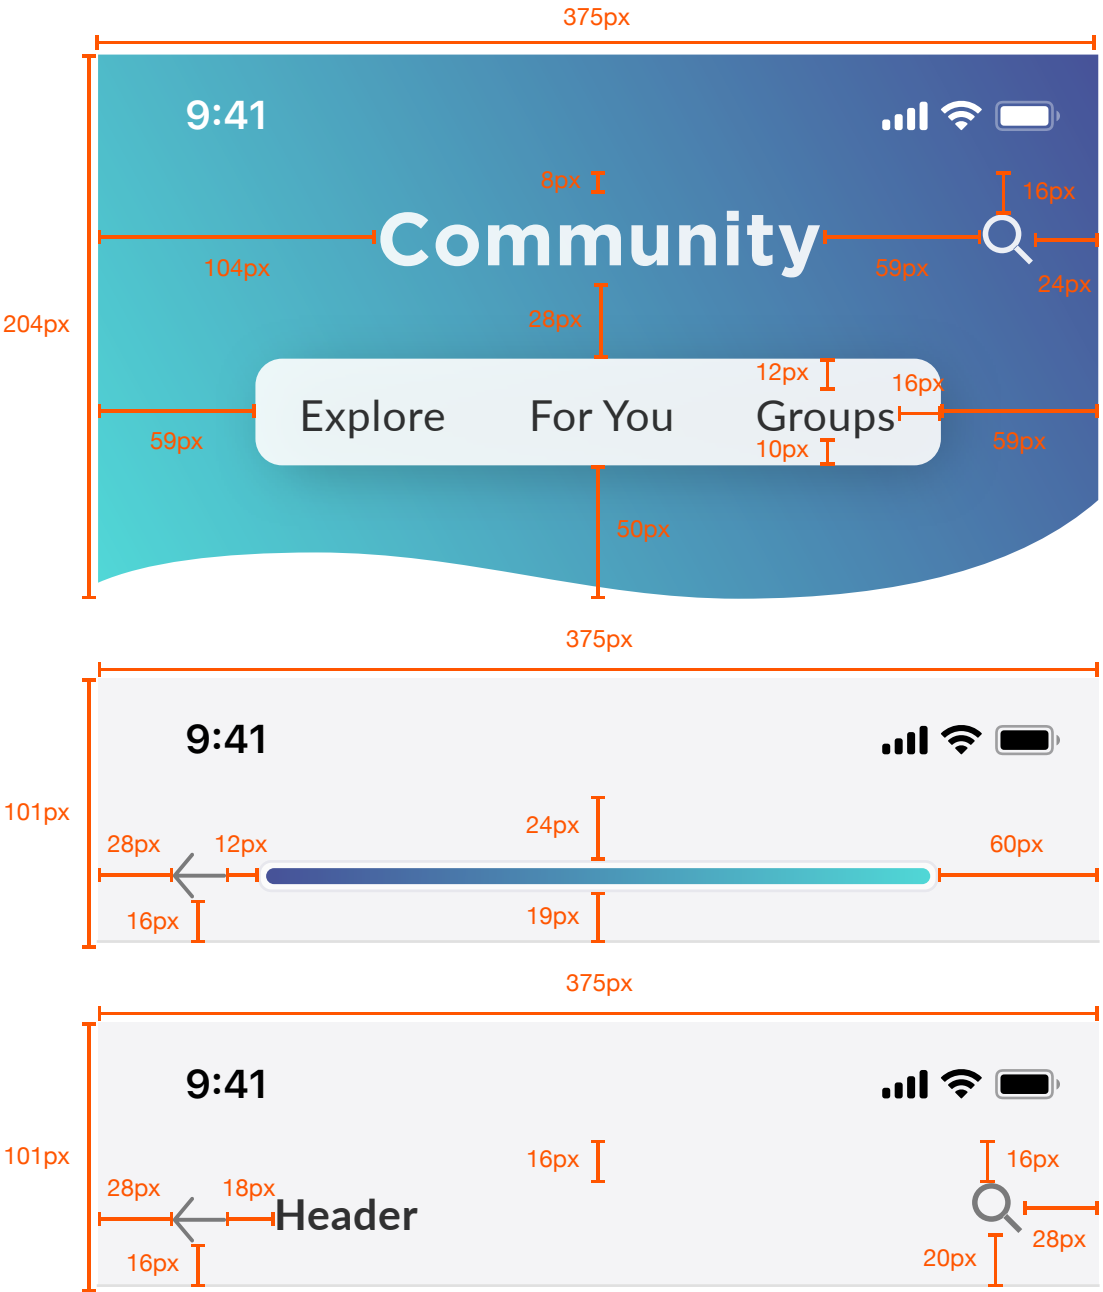 375px
9:41
8px
16px
Community
104px
59px
24px
204px
28px
12px
16px
Explore
For You
Groups
59px
10px
59px
50px
375px
9:41
101px
24px
28px
12px
60px
16px
19px
375px
9:41
101px
16px
16px
28px
18px
Header
28px
16px
20px